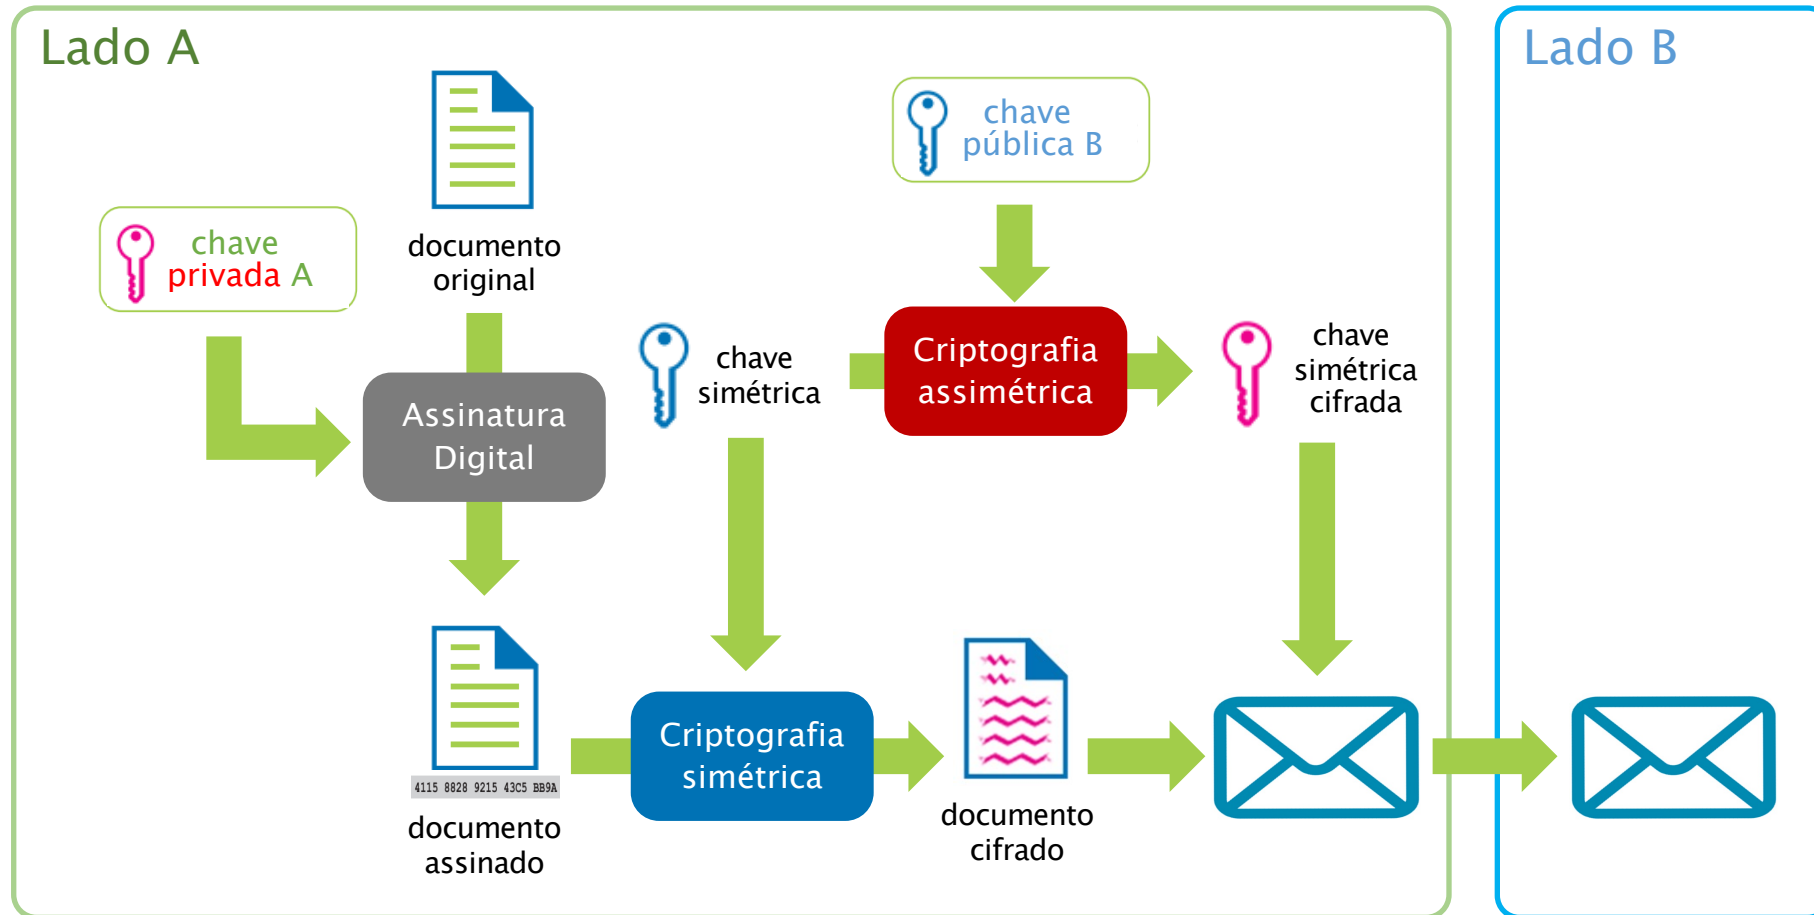 Lado A
Lado B
chave
pública B
chave
privada A
documento
original
chave
simétrica
Criptografia
assimétrica
chave
simétrica
cifrada
Assinatura
Digital
4115 8828 9215 43C5 BB9A
documento
assinado
Criptografia
simétrica
documento
cifrado